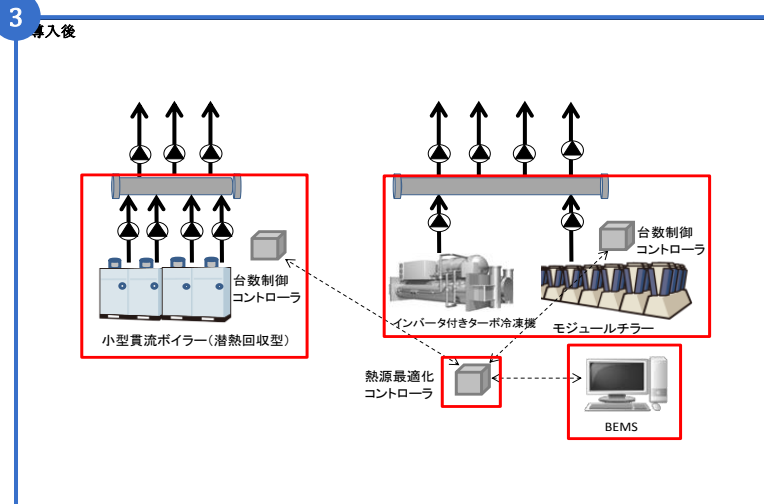 3
導入後
台数制御
コントローラ
小型貫流ボイラー(潜熱回収型)
台数制御
コントローラ
インバータ付きターボ冷凍機
モジュールチラー
熱源最適化
コントローラ
BEMS